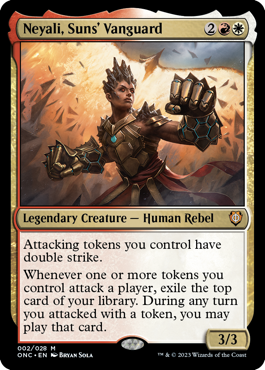 Neyali, Suns' Vanguard 2
Legendary Creature — Human Rebel
Attacking tokens you control have
double strike.
Whenever one or more tokens you
control attack a player, exile the top
card of your library. During any turn
you attacked with a token, you may
play that card.
3/3
002/028 M
ONC • EN BRYAN SOLA
™ & © 2023 Wizards of the Coast